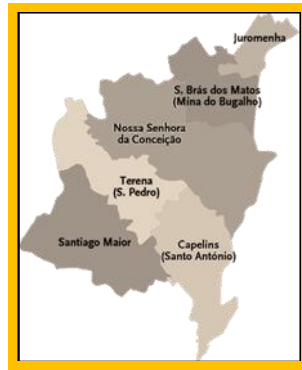 Juromenha
S. Brás dos Matos
(Mina do Bugalho)
Nossa Senhora
da Conceição
Terena
(S. Pedro)
Santiago Maior
Capelins
(Santo António)